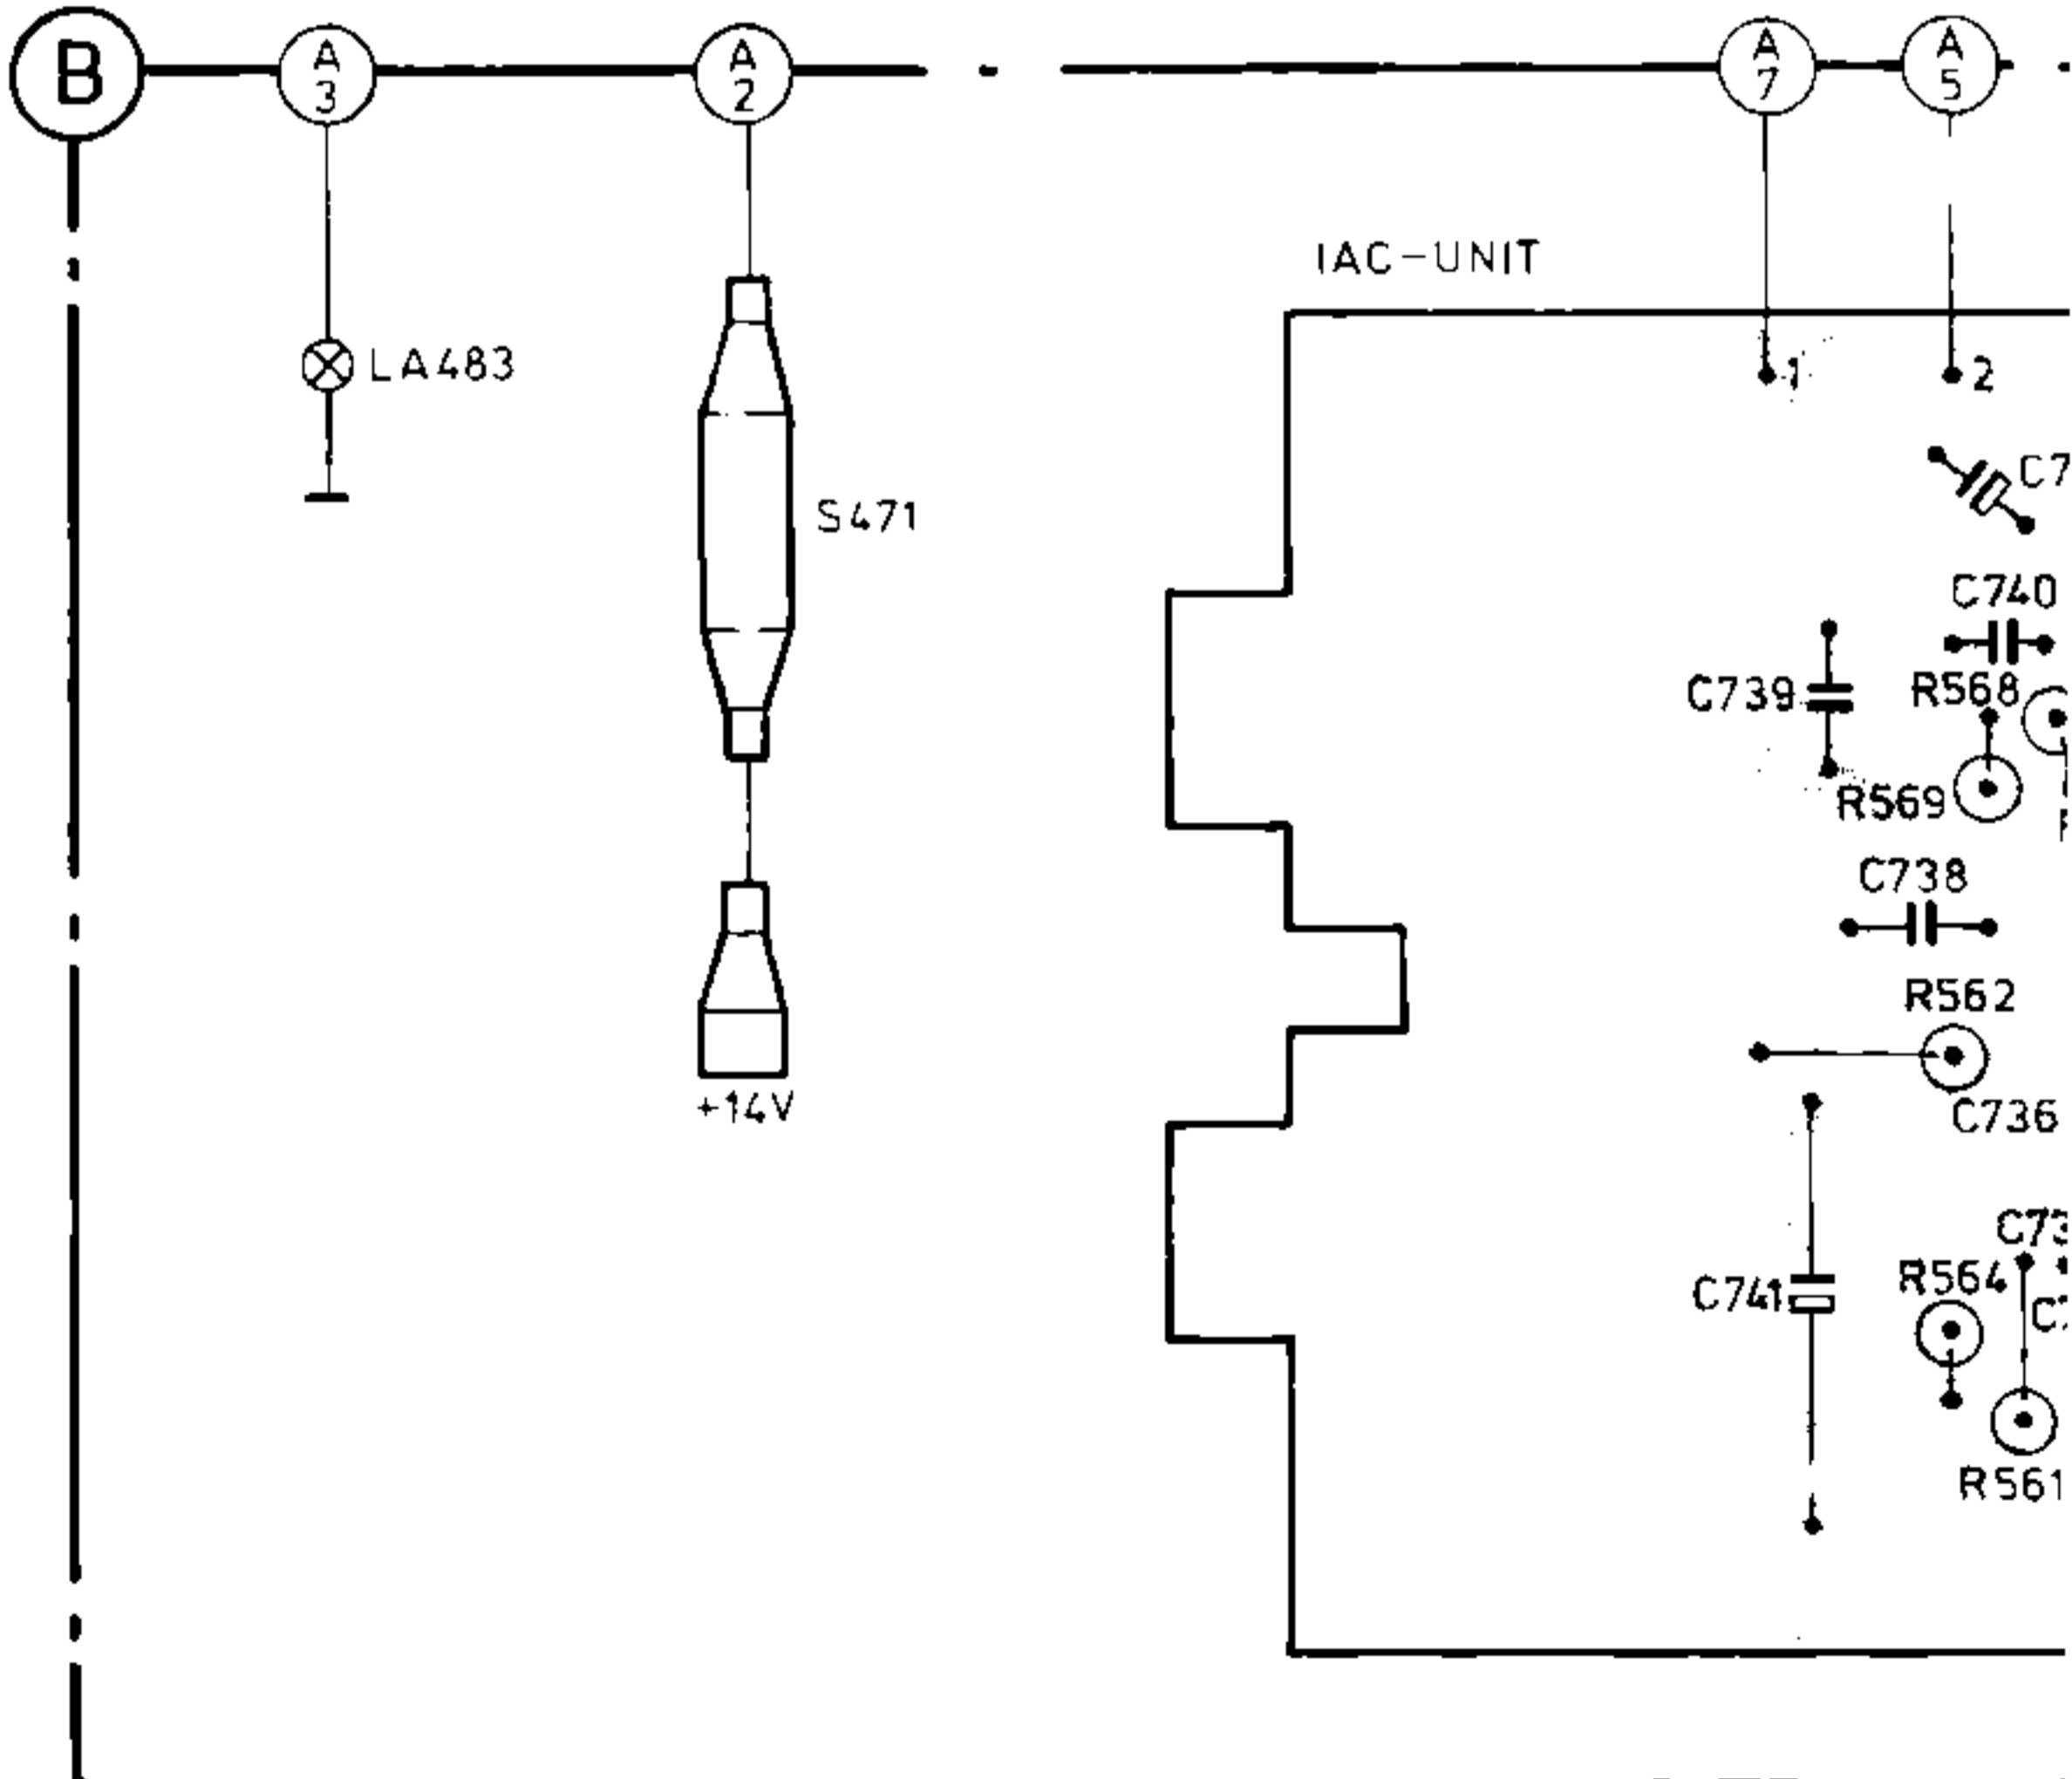 B
A
3
A
2
A
7
A
5
IAC-UNIT
LA483
1
2
S471
C740
C739
R568
R569
C738
R562
+14V
C736
C741
R564
R561